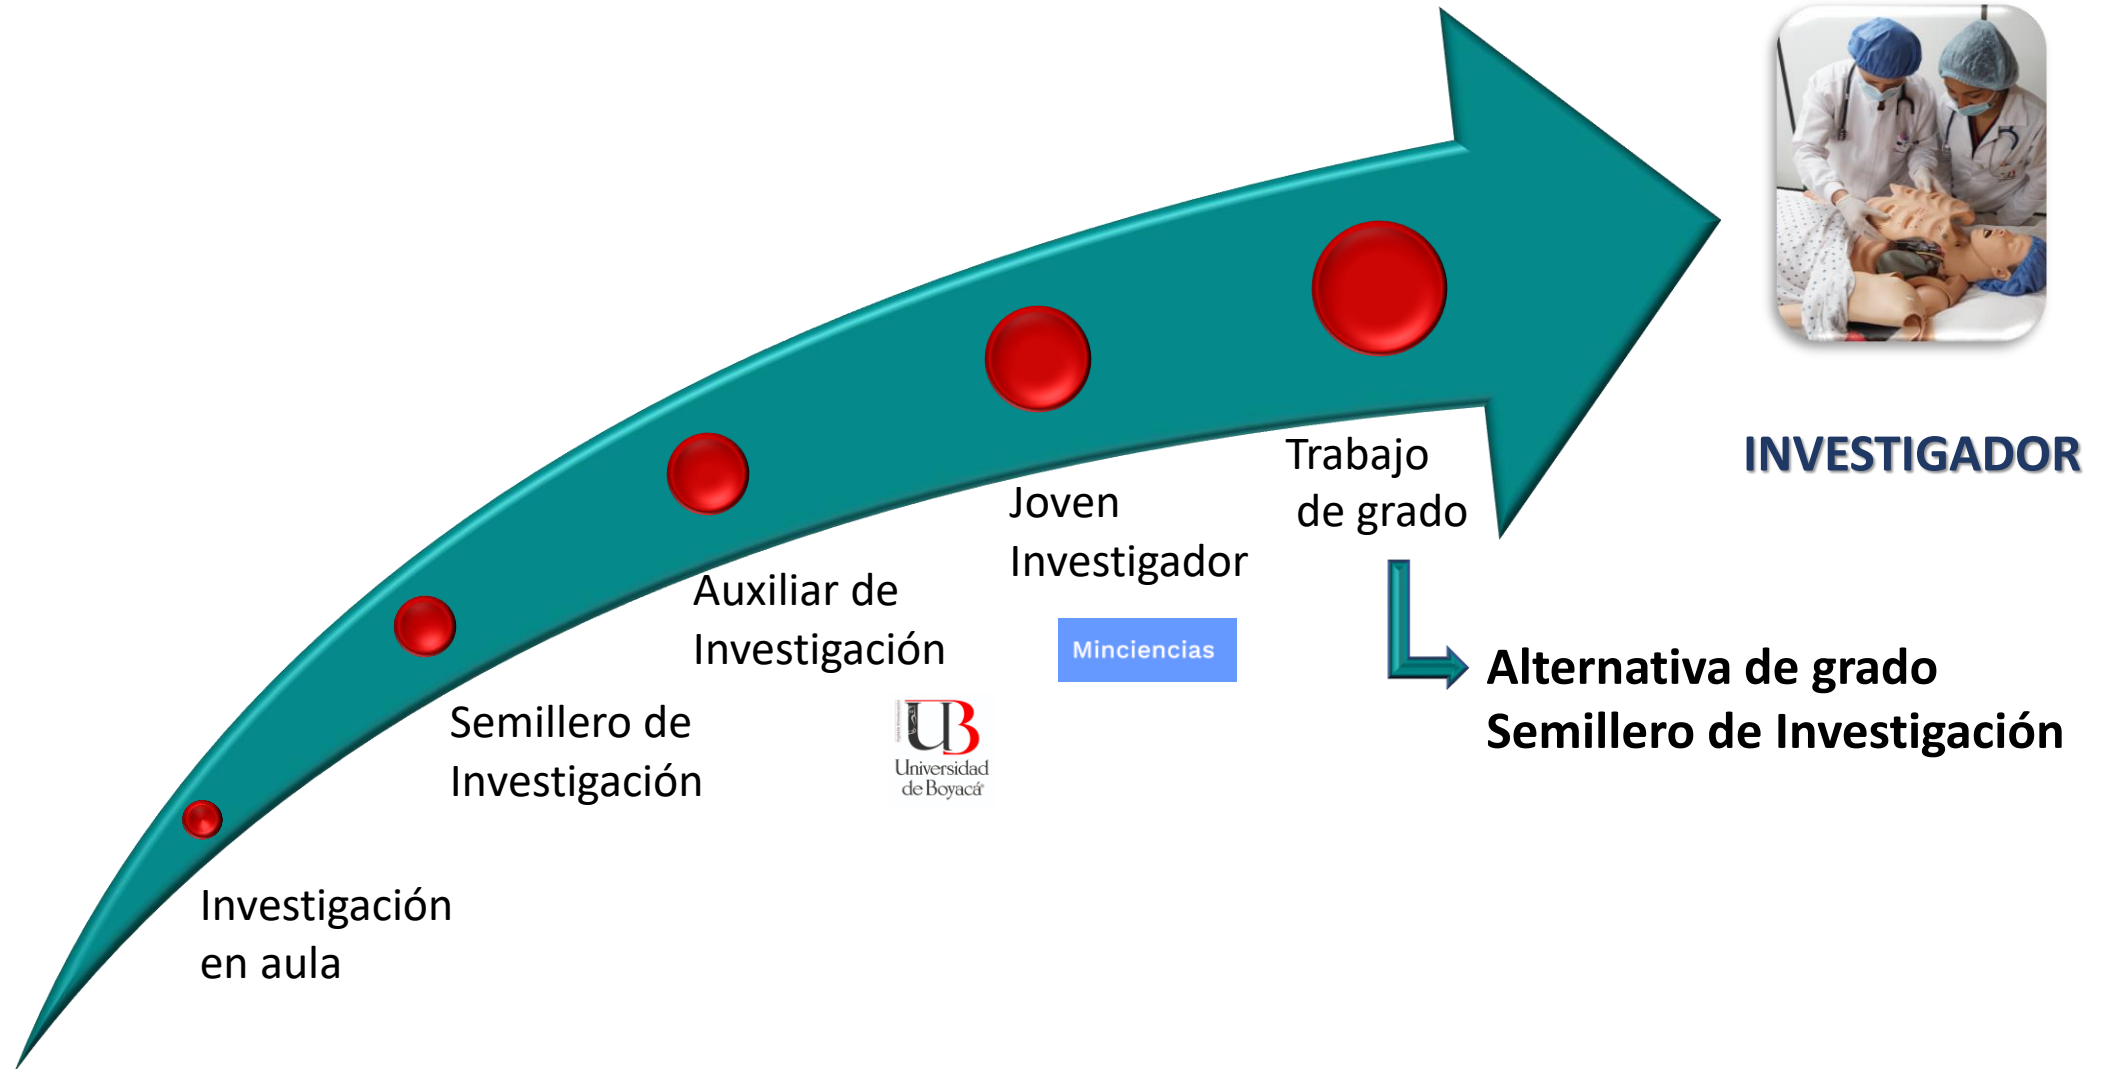 Investigación
en aula
Semillero de
Investigación
Auxiliar de
Investigación
UB
Universidad
de Boyacá
Joven
Investigador
Minciencias
Trabajo
de grado
Alternativa de grado
Semillero de Investigación
INVESTIGADOR